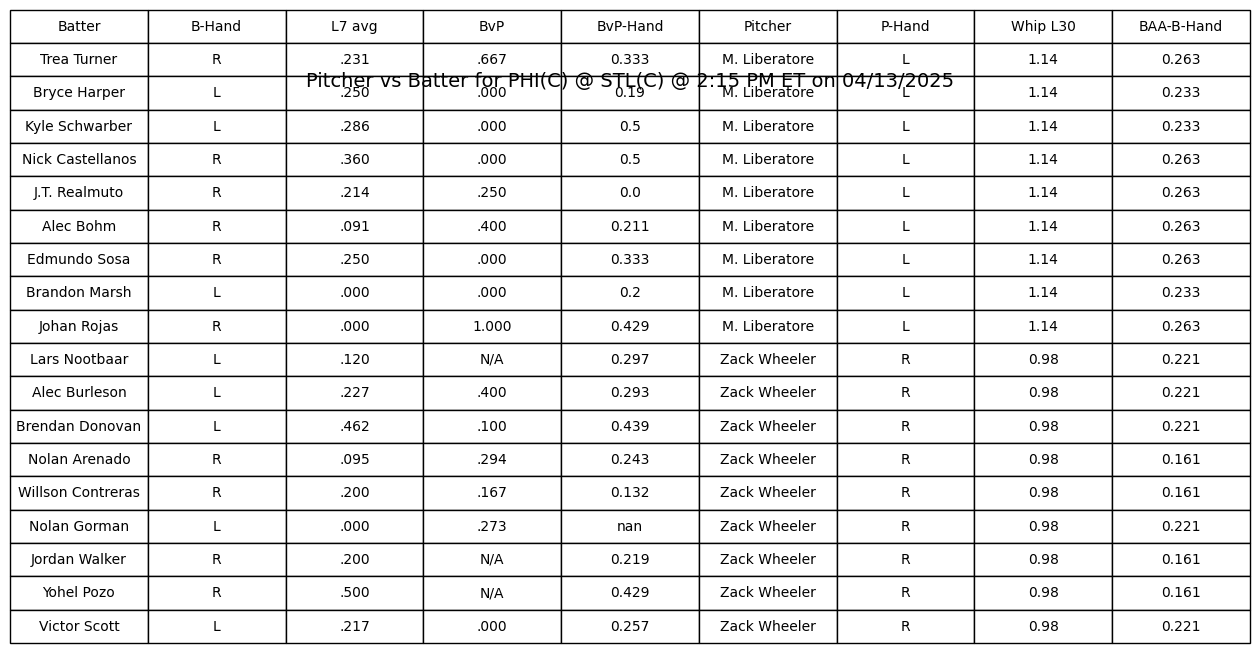 Batter B-Hand L7 avg BvP BvP-Hand Pitcher P-Hand Whip L30 BAA-B-Hand
Trea Turner R .231 .667 0.333 M. Liberatore L 1.14 0.263
Pitcher vs Batter for PHI(C) @ STL(C) @ 2:15 PM ET on 04/13/2025
Bryce Harper L .250 .000 0.19 M. Liberatore L 1.14 0.233
Kyle Schwarber L .286 .000 0.5 M. Liberatore L 1.14 0.233
Nick Castellanos R .360 .000 0.5 M. Liberatore L 1.14 0.263
J.T. Realmuto R .214 .250 0.0 M. Liberatore L 1.14 0.263
Alec Bohm R .091 .400 0.211 M. Liberatore L 1.14 0.263
Edmundo Sosa R .250 .000 0.333 M. Liberatore L 1.14 0.263
Brandon Marsh L .000 .000 0.2 M. Liberatore L 1.14 0.233
Johan Rojas R .000 1.000 0.429 M. Liberatore L 1.14 0.263
Lars Nootbaar L .120 N/A 0.297 Zack Wheeler R 0.98 0.221
Alec Burleson L .227 .400 0.293 Zack Wheeler R 0.98 0.221
Brendan Donovan L .462 .100 0.439 Zack Wheeler R 0.98 0.221
Nolan Arenado R .095 .294 0.243 Zack Wheeler R 0.98 0.161
Willson Contreras R .200 .167 0.132 Zack Wheeler R 0.98 0.161
Nolan Gorman L .000 .273 nan Zack Wheeler R 0.98 0.221
Jordan Walker R .200 N/A 0.219 Zack Wheeler R 0.98 0.161
Yohel Pozo R .500 N/A 0.429 Zack Wheeler R 0.98 0.161
Victor Scott L .217 .000 0.257 Zack Wheeler R 0.98 0.221